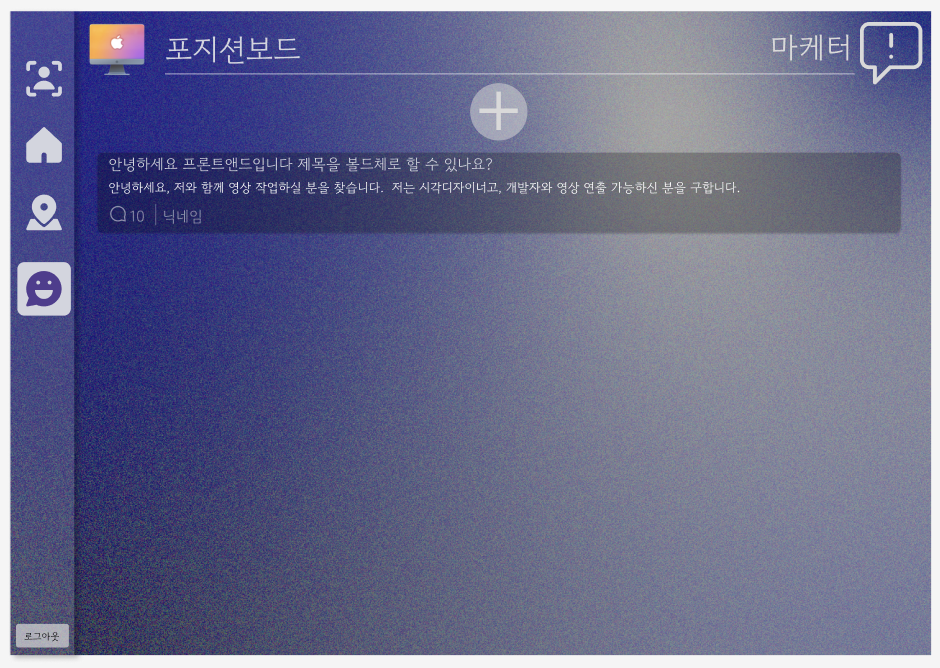 포지션보드
마케터
안녕하세요 프론트앤드입니다 제목을 볼드체로 할 수 있나요?
안녕하세요, 저와 함께 영상 작업하실 분을 찾습니다. 저는 시각디자이너고, 개발자와 영상 연출 가능하신 분을 구합니다.
10 닉네임
로그아웃